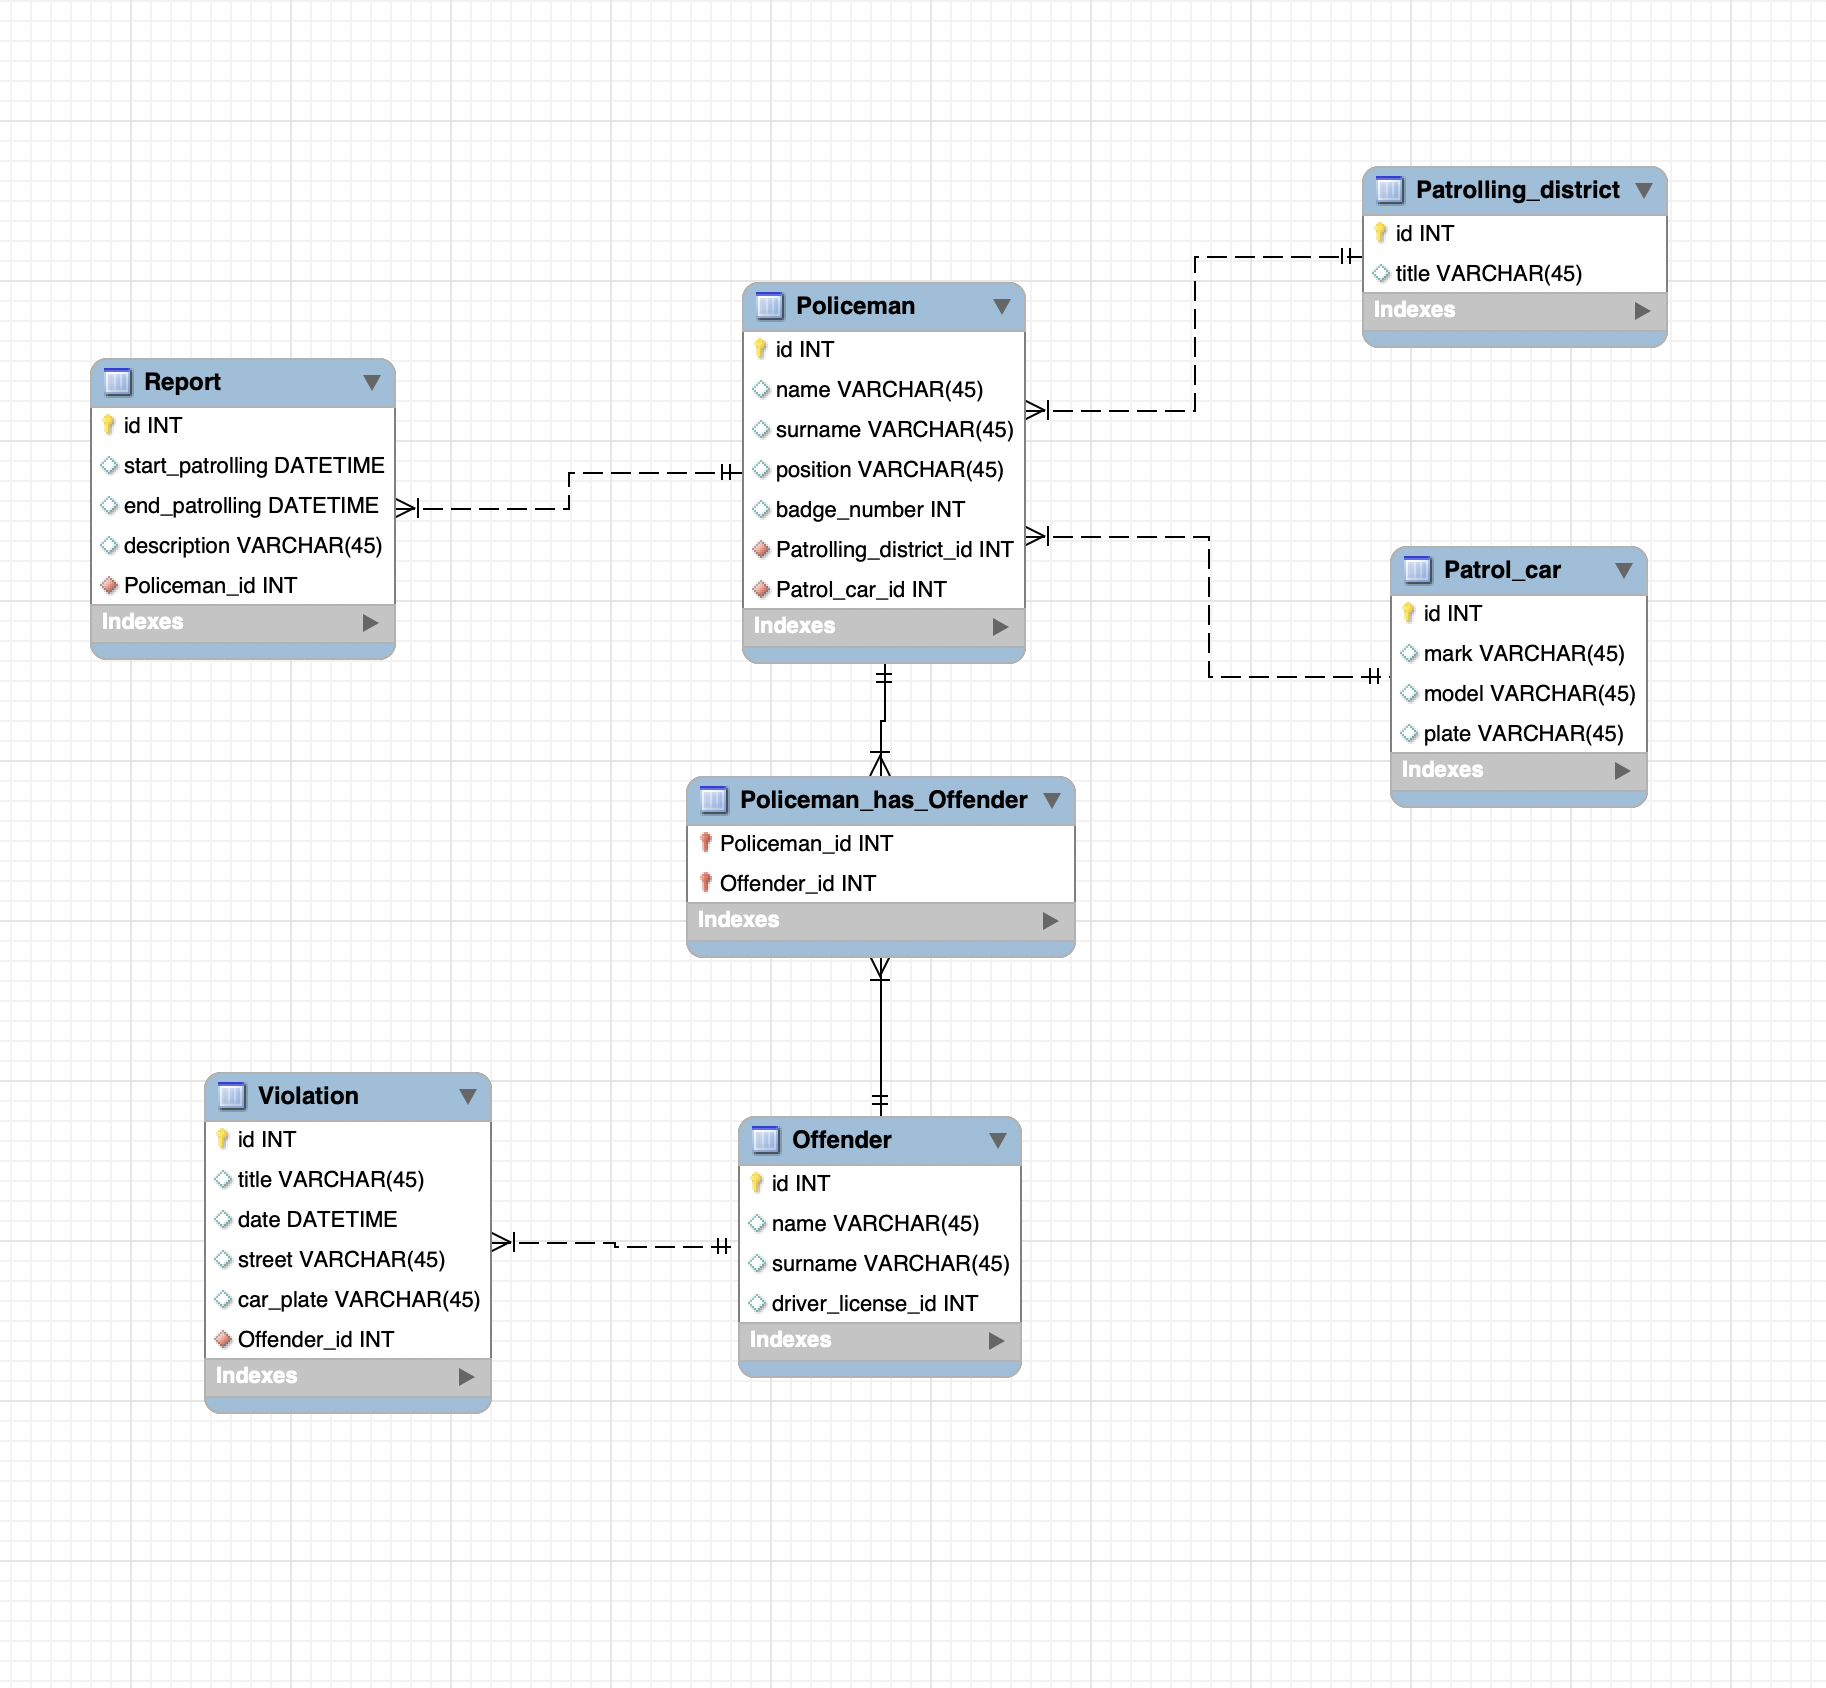 Patrolling_district
id INT
title VARCHAR(45)
Indexes
Policeman
id INT
name VARCHAR(45)
surname VARCHAR(45)
position VARCHAR(45)
badge_number INT
Patrolling_district_id INT
Patrol_car_id INT
Indexes
Report
id INT
start_patrolling DATETIME
end_patrolling DATETIME
description VARCHAR(45)
Policeman_id INT
Indexes
Patrol_car
id INT
mark VARCHAR(45)
model VARCHAR(45)
plate VARCHAR(45)
Indexes
Policeman_has_Offender
Policeman_id INT
Offender_id INT
Indexes
Violation
id INT
title VARCHAR(45)
date DATETIME
street VARCHAR(45)
car_plate VARCHAR(45)
Offender_id INT
Indexes
Offender
id INT
name VARCHAR(45)
surname VARCHAR(45)
driver_license_id INT
Indexes